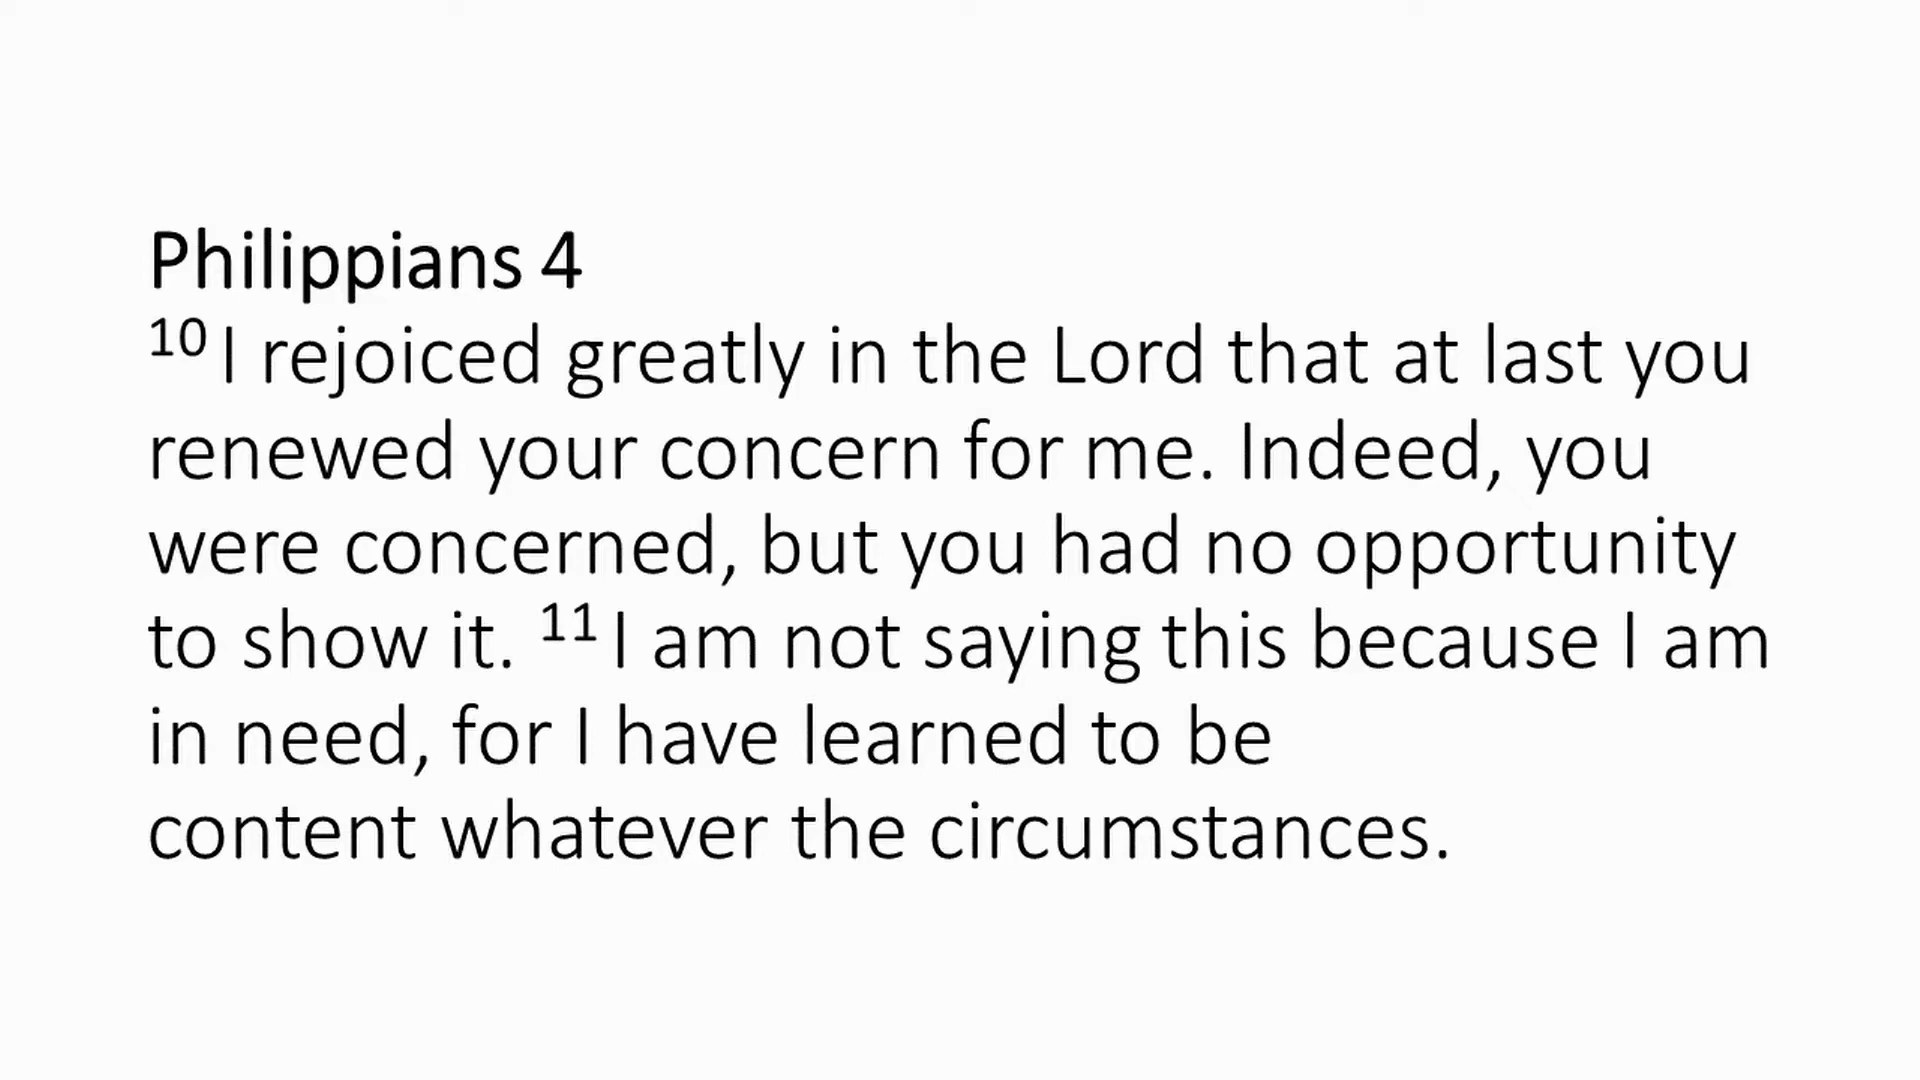 Philippians 4
10 I rejoiced greatly in the Lord that at last you
renewed your concern for me. Indeed, you
were concerned, but you had no opportunity
to show it. 11 I am not saying this because I am
in need, for I have learned to be
content whatever the circumstances.